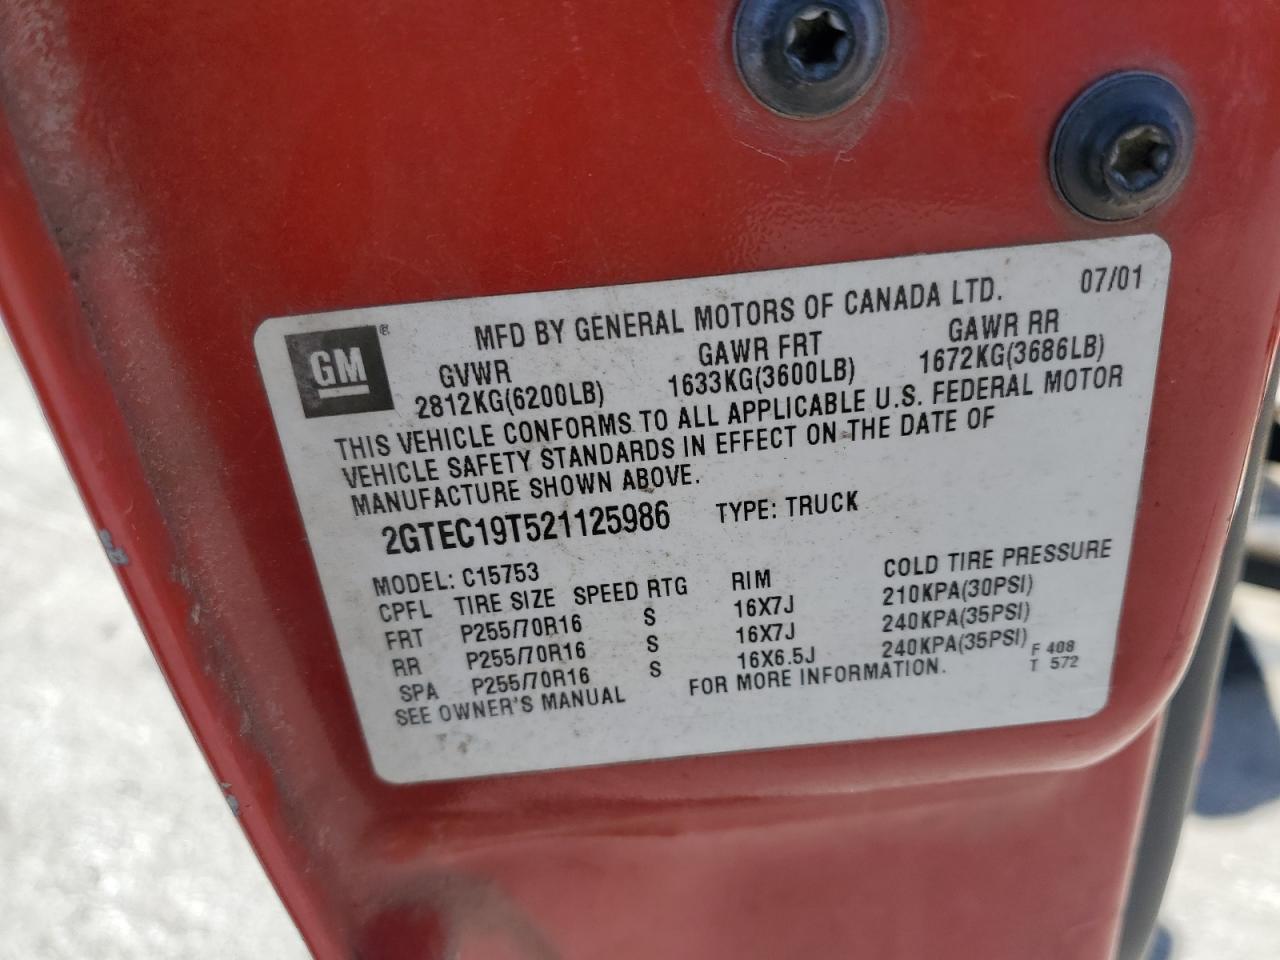 GM ®
MFD BY GENERAL MOTORS OF CANADA LTD. 07/01
GVWR GAWR FRT GAWR RR
2812KG(6200LB) 1633KG(3600LB) 1672KG(3686LB)
THIS VEHICLE CONFORMS TO ALL APPLICABLE U.S. FEDERAL MOTOR
VEHICLE SAFETY STANDARDS IN EFFECT ON THE DATE OF
MANUFACTURE SHOWN ABOVE.
2GTEC19T521125986 TYPE: TRUCK
MODEL: C15753
CPFL TIRE SIZE SPEED RTG RIM COLD TIRE PRESSURE
FRT P255/70R16 S 16X7J 210KPA(30PSI)
RR P255/70R16 S 16X7J 240KPA(35PSI)
SPA P255/70R16 S 16X6.5J 240KPA(35PSI)
SEE OWNER'S MANUAL FOR MORE INFORMATION.
F 408
T 572